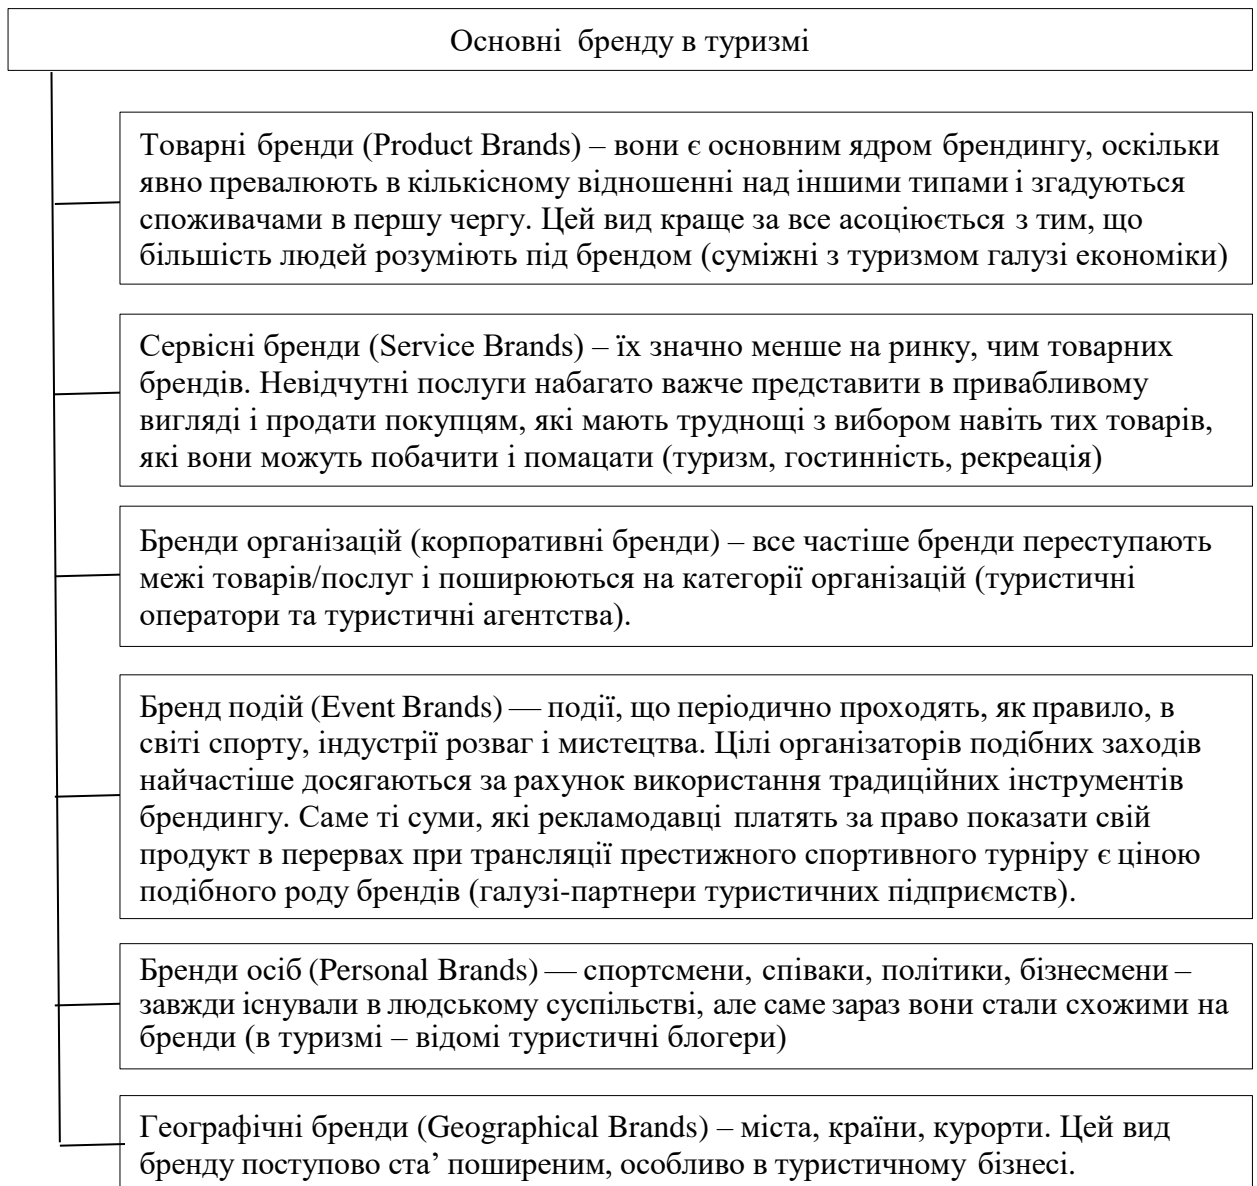 Основні бренду в туризмі
Товарні бренди (Product Brands) – вони є основним ядром брендингу, оскільки
явно превалюють в кількісному відношенні над іншими типами і згадуються
споживачами в першу чергу. Цей вид краще за все асоціюється з тим, що
більшість людей розуміють під брендом (суміжні з туризмом галузі економіки)
Сервісні бренди (Service Brands) – їх значно менше на ринку, чим товарних
брендів. Невідчутні послуги набагато важче представити в привабливому
вигляді і продати покупцям, які мають труднощі з вибором навіть тих товарів,
які вони можуть побачити і помацати (туризм, гостинність, рекреація)
Бренди організацій (корпоративні бренди) – все частіше бренди переступають
межі товарів/послуг і поширюються на категорії організацій (туристичні
оператори та туристичні агентства).
Бренд подій (Event Brands) — події, що періодично проходять, як правило, в
світі спорту, індустрії розваг і мистецтва. Цілі організаторів подібних заходів
найчастіше досягаються за рахунок використання традиційних інструментів
брендингу. Саме ті суми, які рекламодавці платять за право показати свій
продукт в перервах при трансляції престижного спортивного турніру є ціною
подібного роду брендів (галузі-партнери туристичних підприємств).
Бренди осіб (Personal Brands) — спортсмени, співаки, політики, бізнесмени –
завжди існували в людському суспільстві, але саме зараз вони стали схожими на
бренди (в туризмі – відомі туристичні блогери)
Географічні бренди (Geographical Brands) – міста, країни, курорти. Цей вид
бренду поступово ста’ поширеним, особливо в туристичному бізнесі.